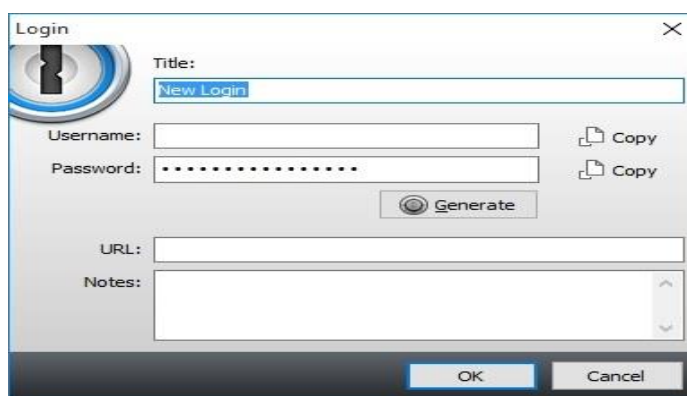 Login
Title:
New Login
Username:
Copy
Password: ••••••••••••••••
Copy
Generate
URL:
Notes:
OK Cancel